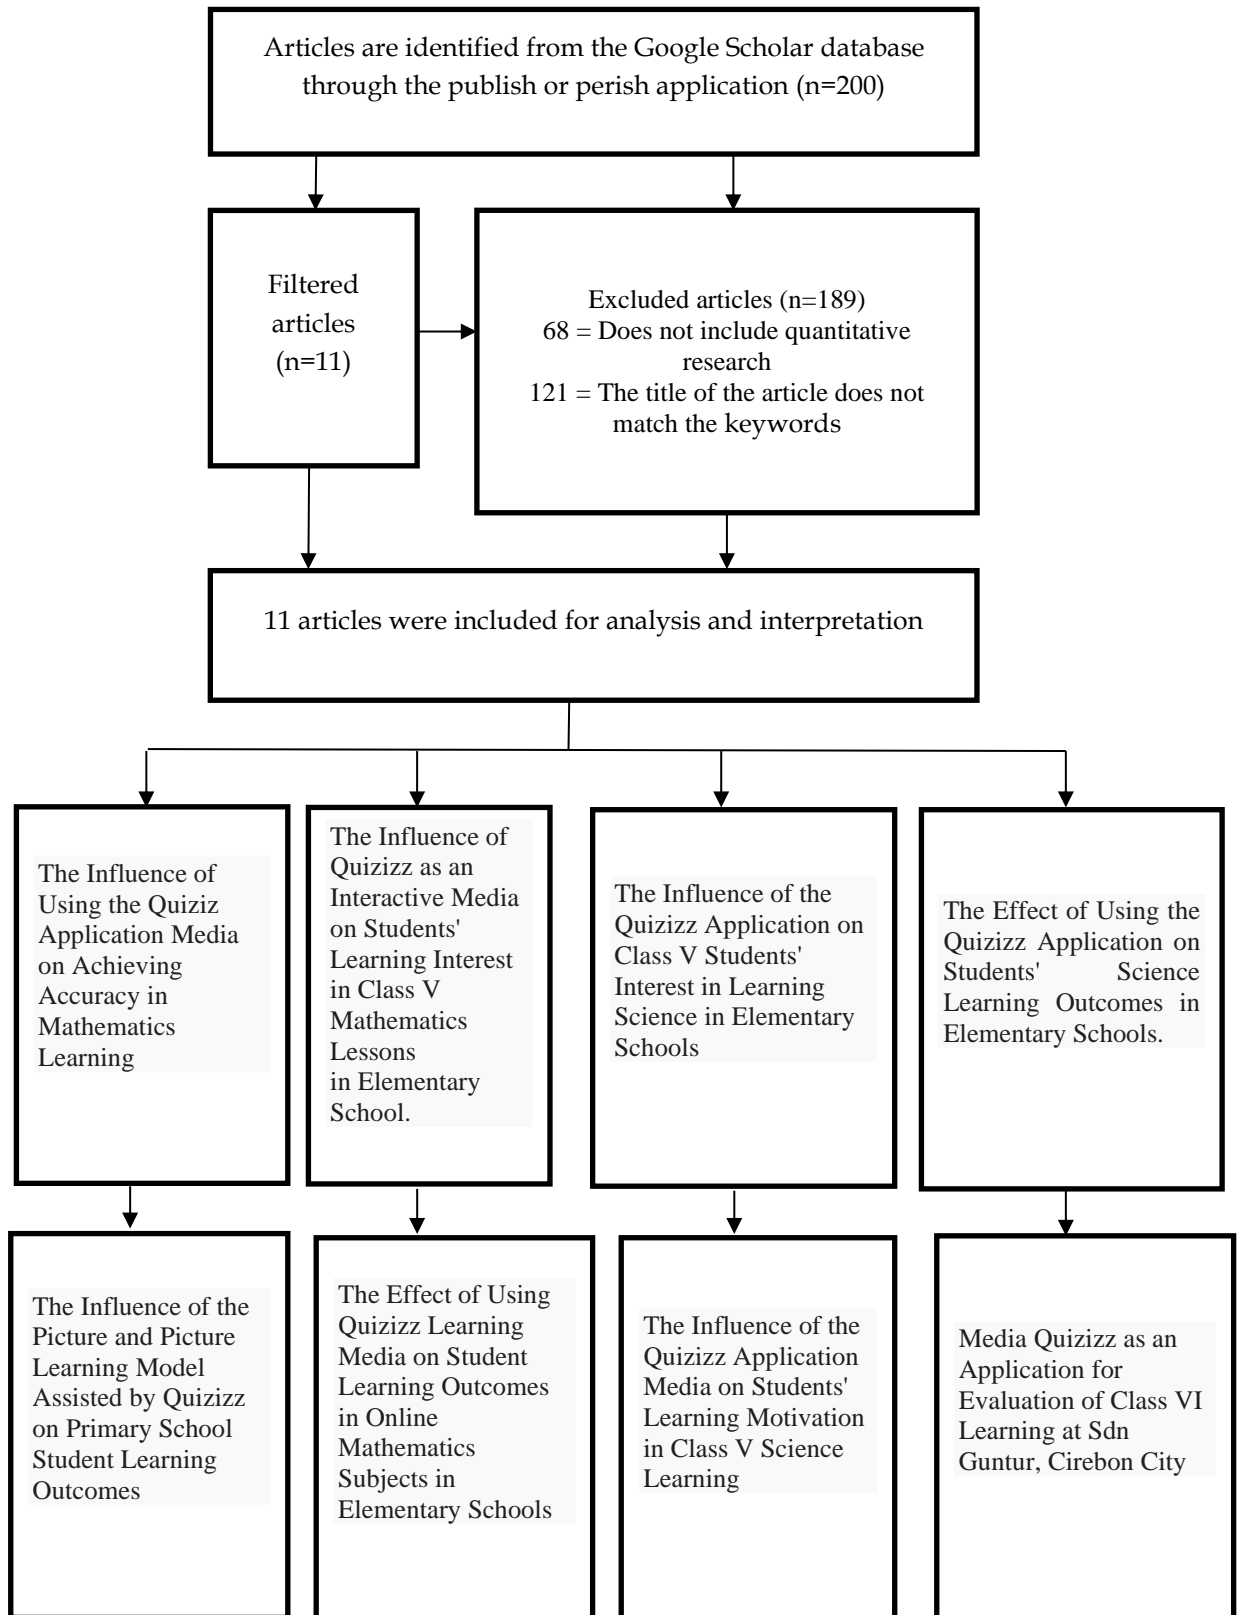 Articles are identified from the Google Scholar database
through the publish or perish application (n=200)
Filtered
articles
(n=11)
Excluded articles (n=189)
68 = Does not include quantitative
research
121 = The title of the article does not
match the keywords
11 articles were included for analysis and interpretation
The Influence of
Using the Quiziz
Application Media
on Achieving
Accuracy in
Mathematics
Learning
The Influence of
Quizizz as an
Interactive Media
on Students'
Learning Interest
in Class V
Mathematics
Lessons
in Elementary
School.
The Influence of the
Quizizz Application on
Class V Students'
Interest in Learning
Science in Elementary
Schools
The Effect of Using the
Quizizz Application on
Students' Science
Learning Outcomes in
Elementary Schools.
The Influence of the
Picture and Picture
Learning Model
Assisted by Quizizz
on Primary School
Student Learning
Outcomes
The Effect of Using
Quizizz Learning
Media on Student
Learning Outcomes
in Online
Mathematics
Subjects in
Elementary Schools
The Influence of the
Quizizz Application
Media on Students'
Learning Motivation
in Class V Science
Learning
Media Quizizz as an
Application for
Evaluation of Class VI
Learning at Sdn
Guntur, Cirebon City